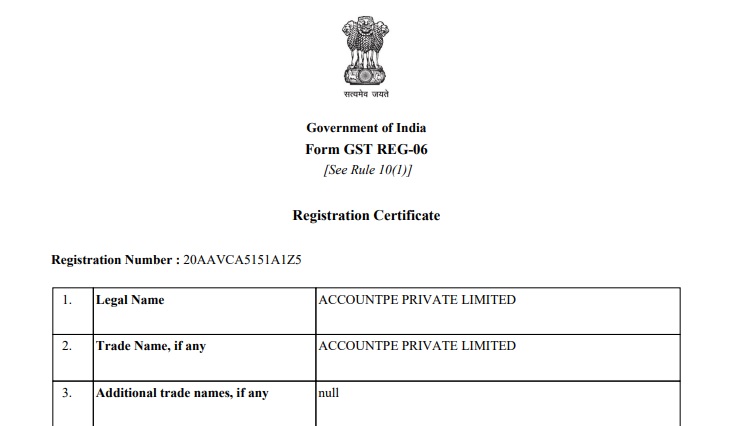 सत्यमेव जयते
Government of India
Form GST REG-06
[See Rule 10(1)]
Registration Certificate
Registration Number : 20AAVCA5151A1Z5
1. Legal Name ACCOUNTPE PRIVATE LIMITED
2. Trade Name, if any ACCOUNTPE PRIVATE LIMITED
3. Additional trade names, if any null